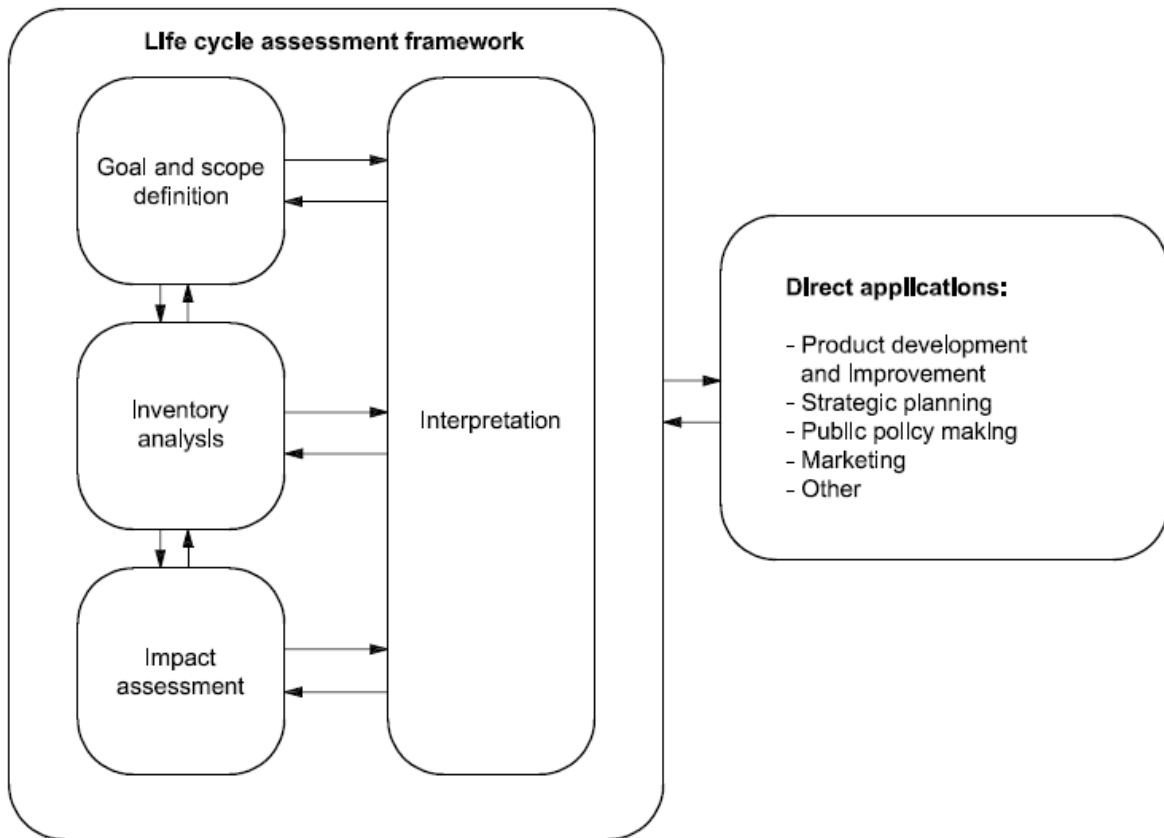 Life cycle assessment framework
Goal and scope
definition
Inventory
analysis
Impact
assessment
Interpretation
Direct applications:
- Product development
and Improvement
- Strategic planning
- Public policy making
- Marketing
- Other